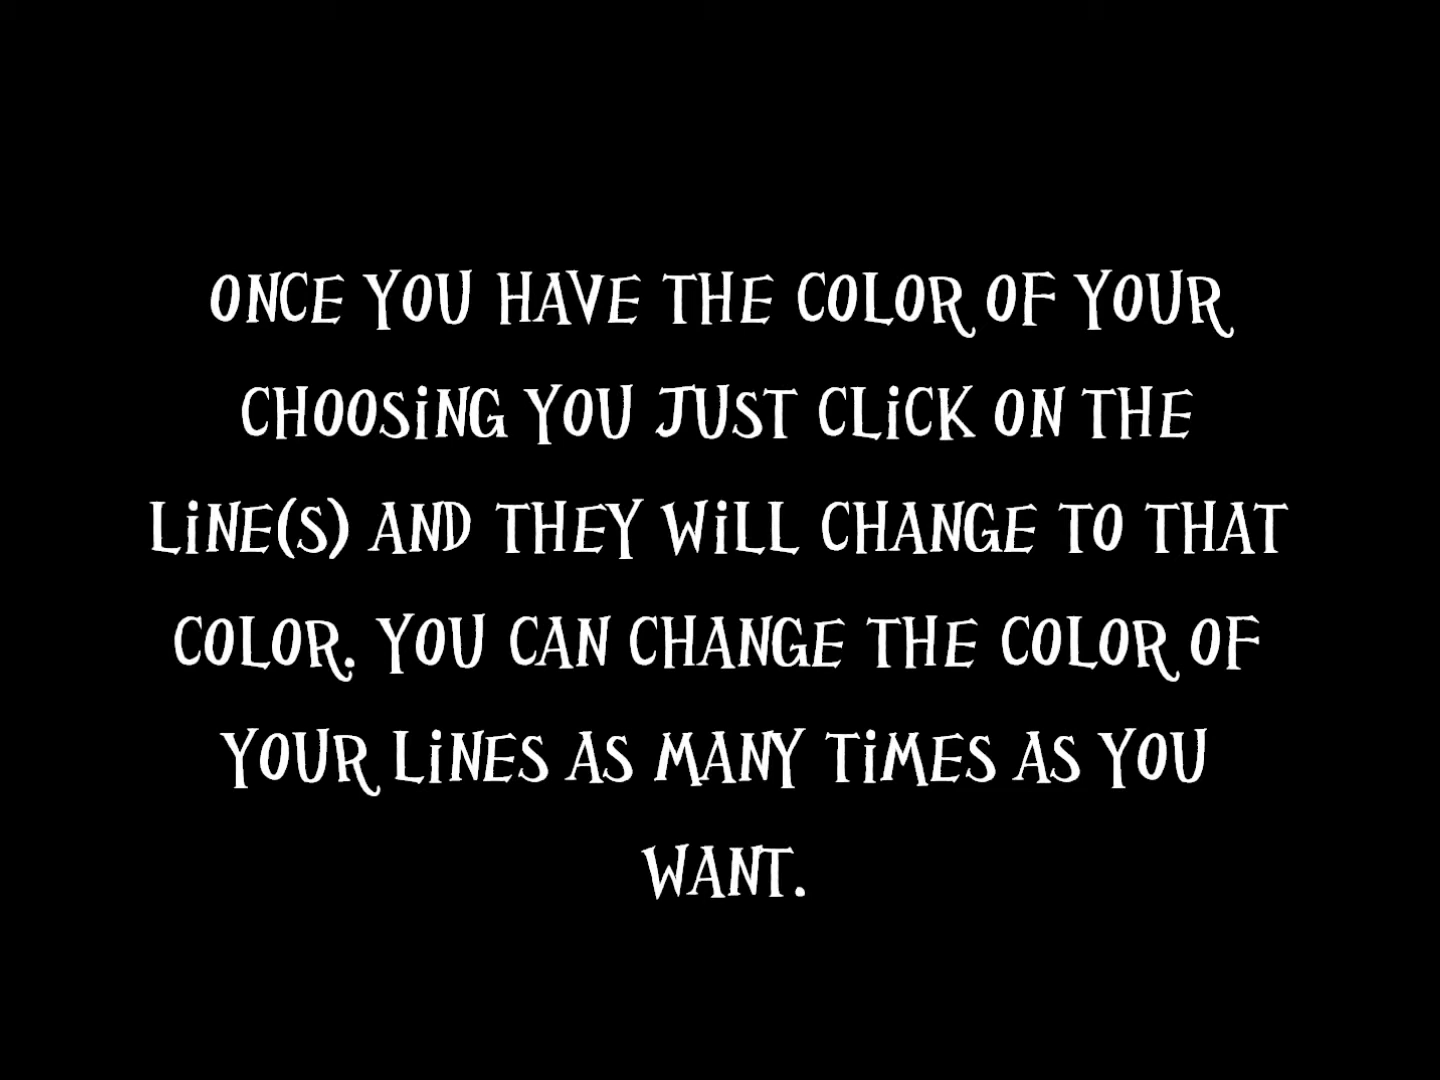 ONCE YOU HAVE THE COLOR OF YOUR
CHOOSiNG YOU JUST CLiCK ON THE
LiNE(S) AND THEY WiLL CHANGE TO THAT
COLOR. YOU CAN CHANGE THE COLOR OF
YOUR LiNES AS MANY TiMES AS YOU
WANT.